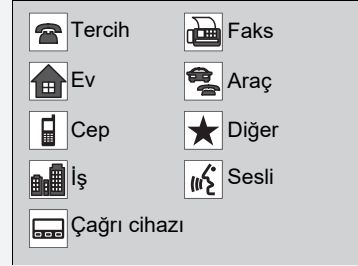 Tercih
Faks
Ev
Araç
Cep
Diğer
İş
Sesli
Çağrı cihazı